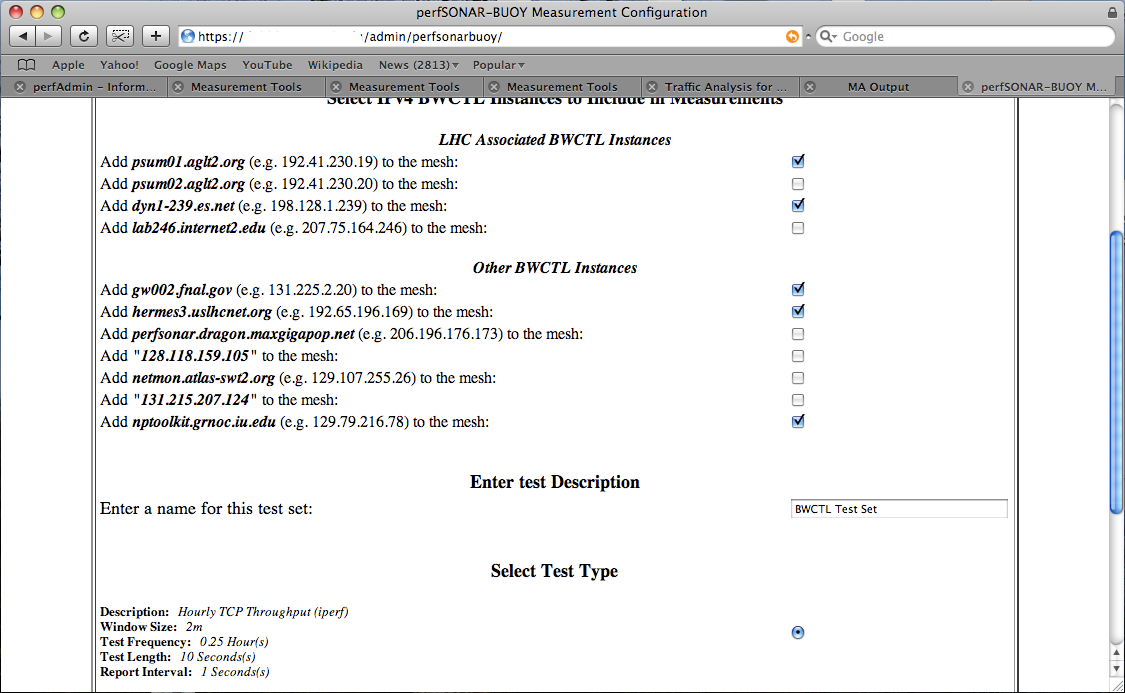 perfSONAR-BUOY Measurement Configuration
https:// /admin/perfsonarbuoy/
Google
Apple Yahoo! Google Maps YouTube Wikipedia News (2813) Popular
perfAdmin – Inform... Measurement Tools Measurement Tools Measurement Tools Traffic Analysis for ... MA Output perfSONAR-BUOY M...
Select IPv4 BWCTL Instances to Include in Measurements
LHC Associated BWCTL Instances
Add psum01.aglt2.org (e.g. 192.41.230.19) to the mesh:
Add psum02.aglt2.org (e.g. 192.41.230.20) to the mesh:
Add dyn1-239.es.net (e.g. 198.128.1.239) to the mesh:
Add lab246.internet2.edu (e.g. 207.75.164.246) to the mesh:
Other BWCTL Instances
Add gw002.fnal.gov (e.g. 131.225.2.20) to the mesh:
Add hermes3.uslhcnet.org (e.g. 192.65.196.169) to the mesh:
Add perfsonar.dragon.maxgigapop.net (e.g. 206.196.176.173) to the mesh:
Add "128.118.159.105" to the mesh:
Add netmon.atlas-swt2.org (e.g. 129.107.255.26) to the mesh:
Add "131.215.207.124" to the mesh:
Add nptoolkit.grnoc.iu.edu (e.g. 129.79.216.78) to the mesh:
Enter test Description
Enter a name for this test set:
BWCTL Test Set
Select Test Type
Description: Hourly TCP Throughput (iperf)
Window Size: 2m
Test Frequency: 0.25 Hour(s)
Test Length: 10 Seconds(s)
Report Interval: 1 Seconds(s)